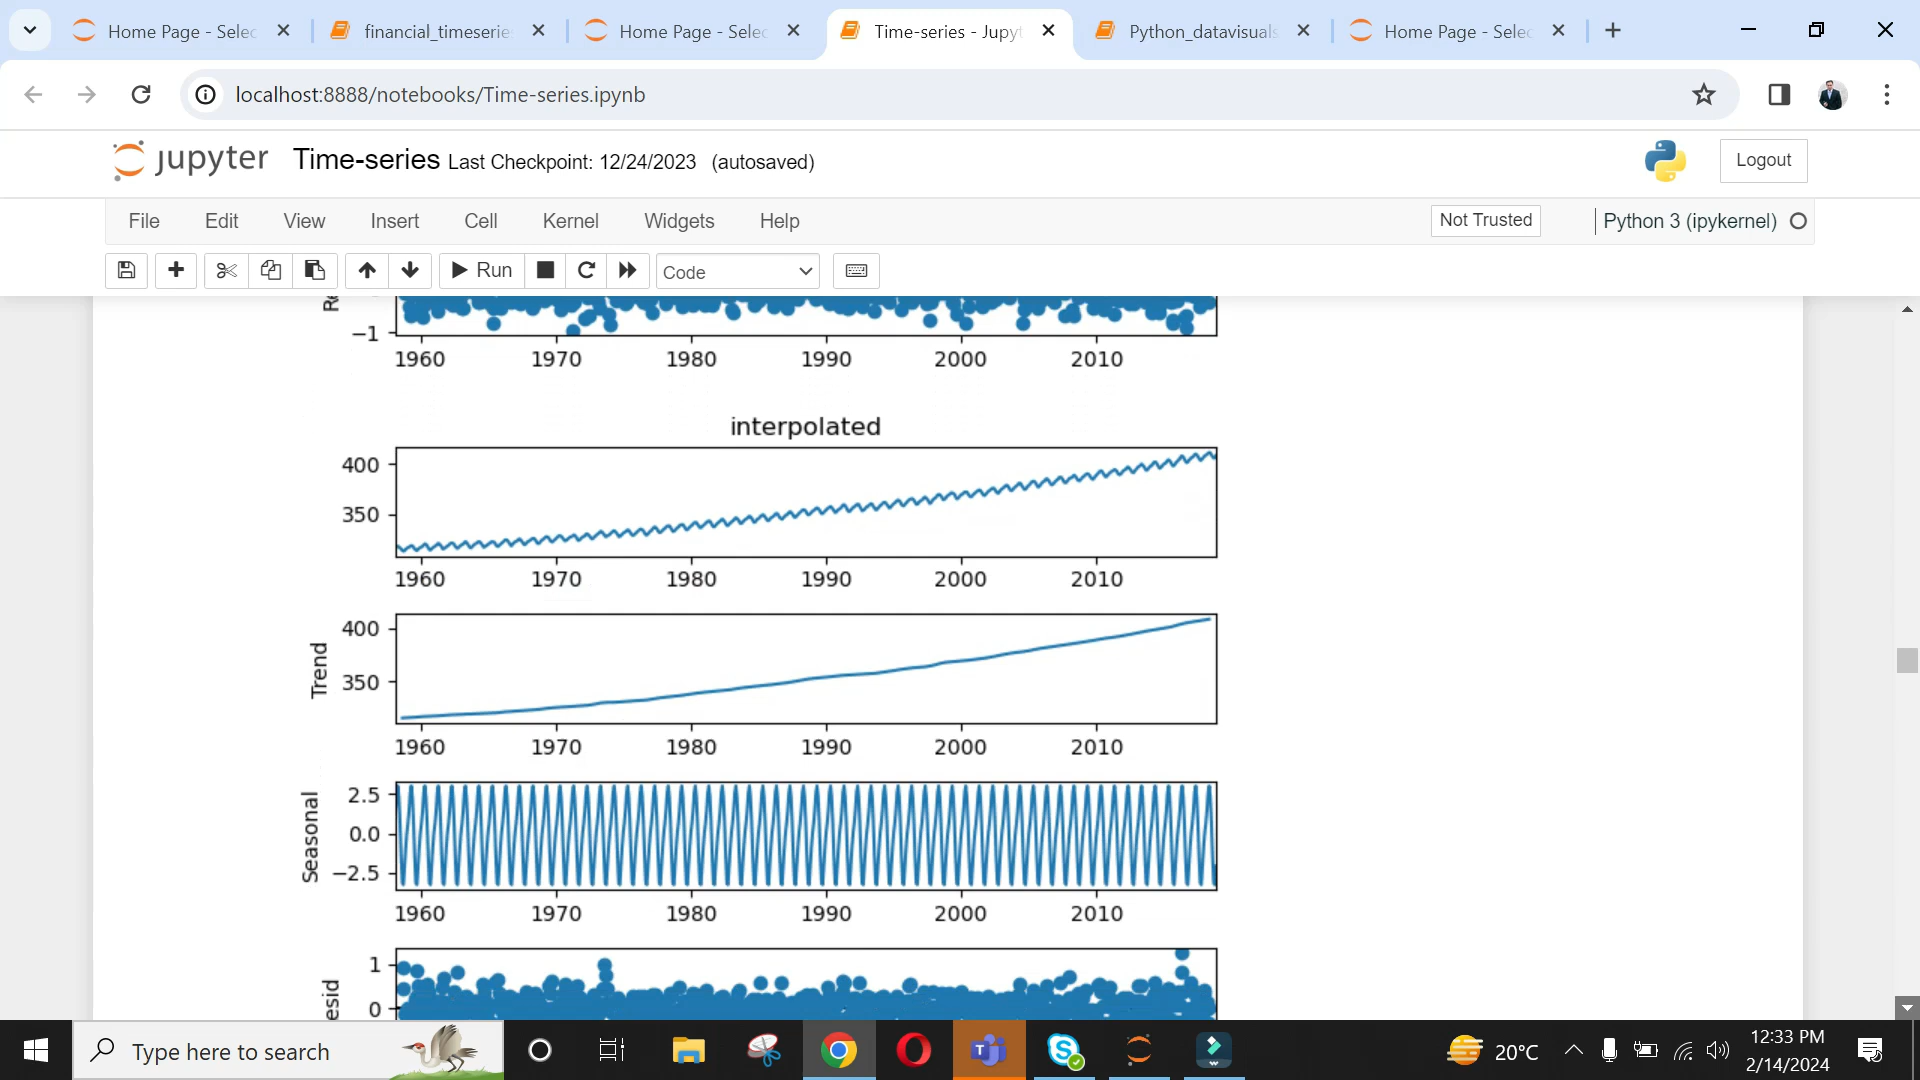 Home Page - Selec
financial_timeserie
Home Page - Selec
Time-series - Jupyt
Python_datavisuals
Home Page - Selec
localhost:8888/notebooks/Time-series.ipynb
jupyter Time-series Last Checkpoint: 12/24/2023 (autosaved)
Logout
File Edit View Insert Cell Kernel Widgets Help
Not Trusted
Python 3 (ipykernel)
Run
Code
−1
1960 1970 1980 1990 2000 2010
interpolated
400
350
1960 1970 1980 1990 2000 2010
Trend
400
350
1960 1970 1980 1990 2000 2010
Seasonal
2.5
0.0
−2.5
1960 1970 1980 1990 2000 2010
esid
1
0
Type here to search
20°C
12:33 PM
2/14/2024